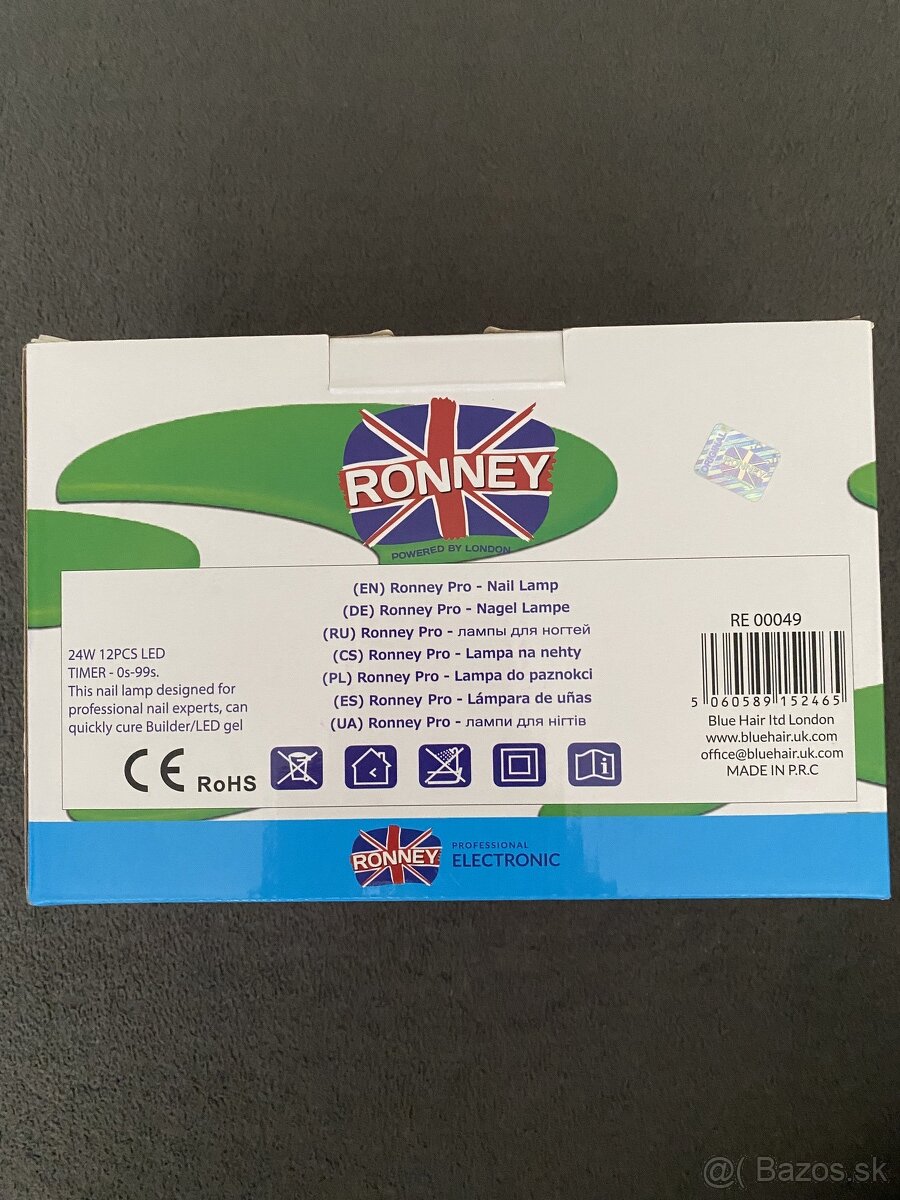 RONNEY
POWERED BY LONDON
ORIGINAL
RONNEY
(EN) Ronney Pro - Nail Lamp
(DE) Ronney Pro - Nagel Lampe
(RU) Ronney Pro - лампы для ногтей
(CS) Ronney Pro - Lampa na nehty
(PL) Ronney Pro - Lampa do paznokci
(ES) Ronney Pro - Lámpara de uñas
(UA) Ronney Pro - лампи для нігтів
24W 12PCS LED
TIMER - 0s-99s.
This nail lamp designed for
professional nail experts, can
quickly cure Builder/LED gel
CE RoHS
RE 00049
5 060589 152465
Blue Hair ltd London
www.bluehair.uk.com
office@bluehair.uk.com
MADE IN P.R.C
RONNEY
PROFESSIONAL
ELECTRONIC
@( Bazos.sk